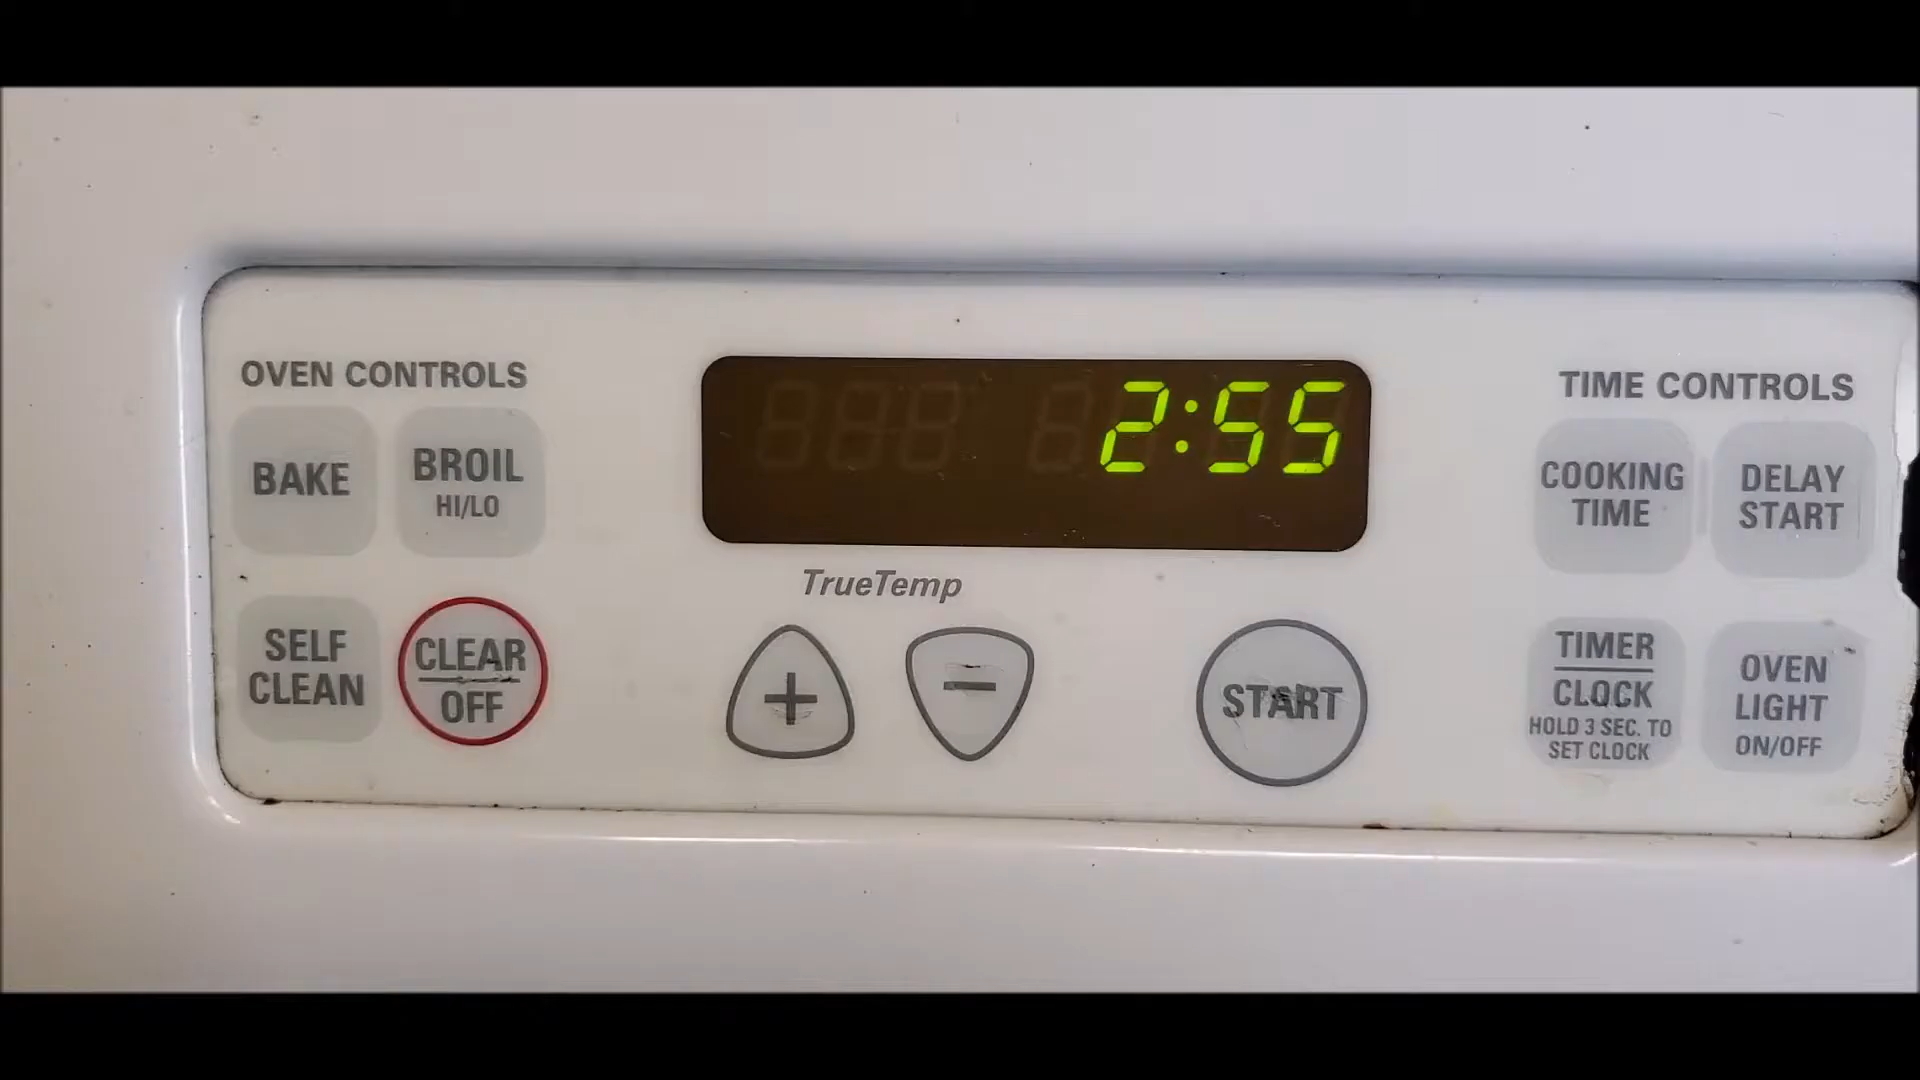 OVEN CONTROLS
BAKE
BROIL
HI/LO
SELF
CLEAN
CLEAR
OFF
2:55
TrueTemp
+
−
START
TIME CONTROLS
COOKING
TIME
DELAY
START
TIMER
CLOCK
HOLD 3 SEC. TO
SET CLOCK
OVEN
LIGHT
ON/OFF